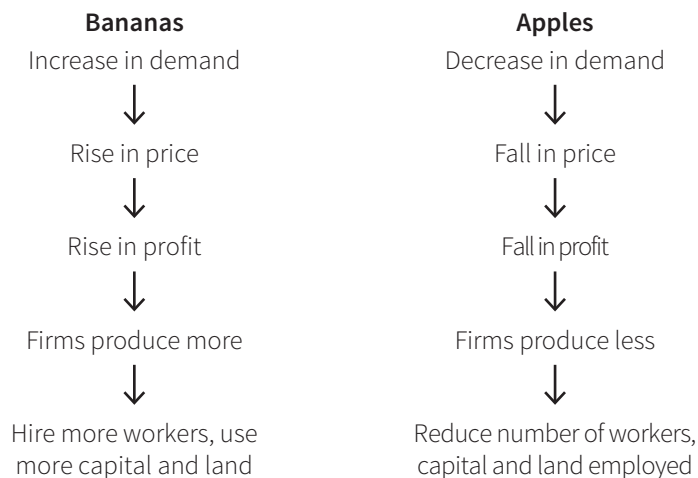 Bananas
Increase in demand
Rise in price
Rise in profit
Firms produce more
Hire more workers, use
more capital and land
Apples
Decrease in demand
Fall in price
Fall in profit
Firms produce less
Reduce number of workers,
capital and land employed